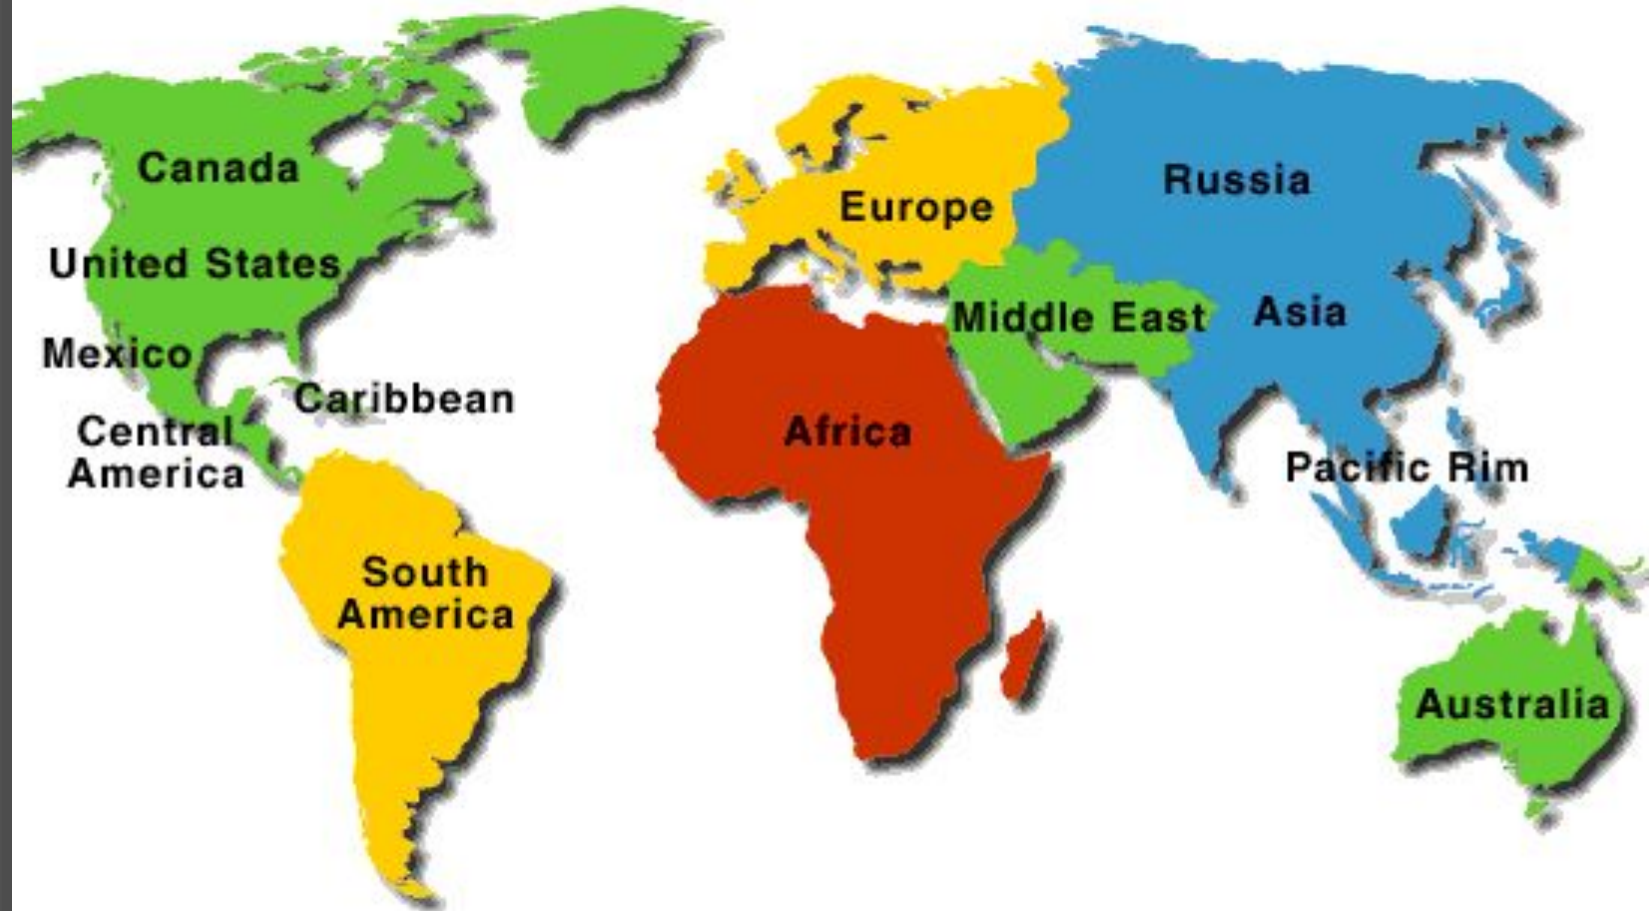 Canada
United States
Mexico
Caribbean
Central
America
South
America
Europe
Africa
Middle East
Russia
Asia
Pacific Rim
Australia